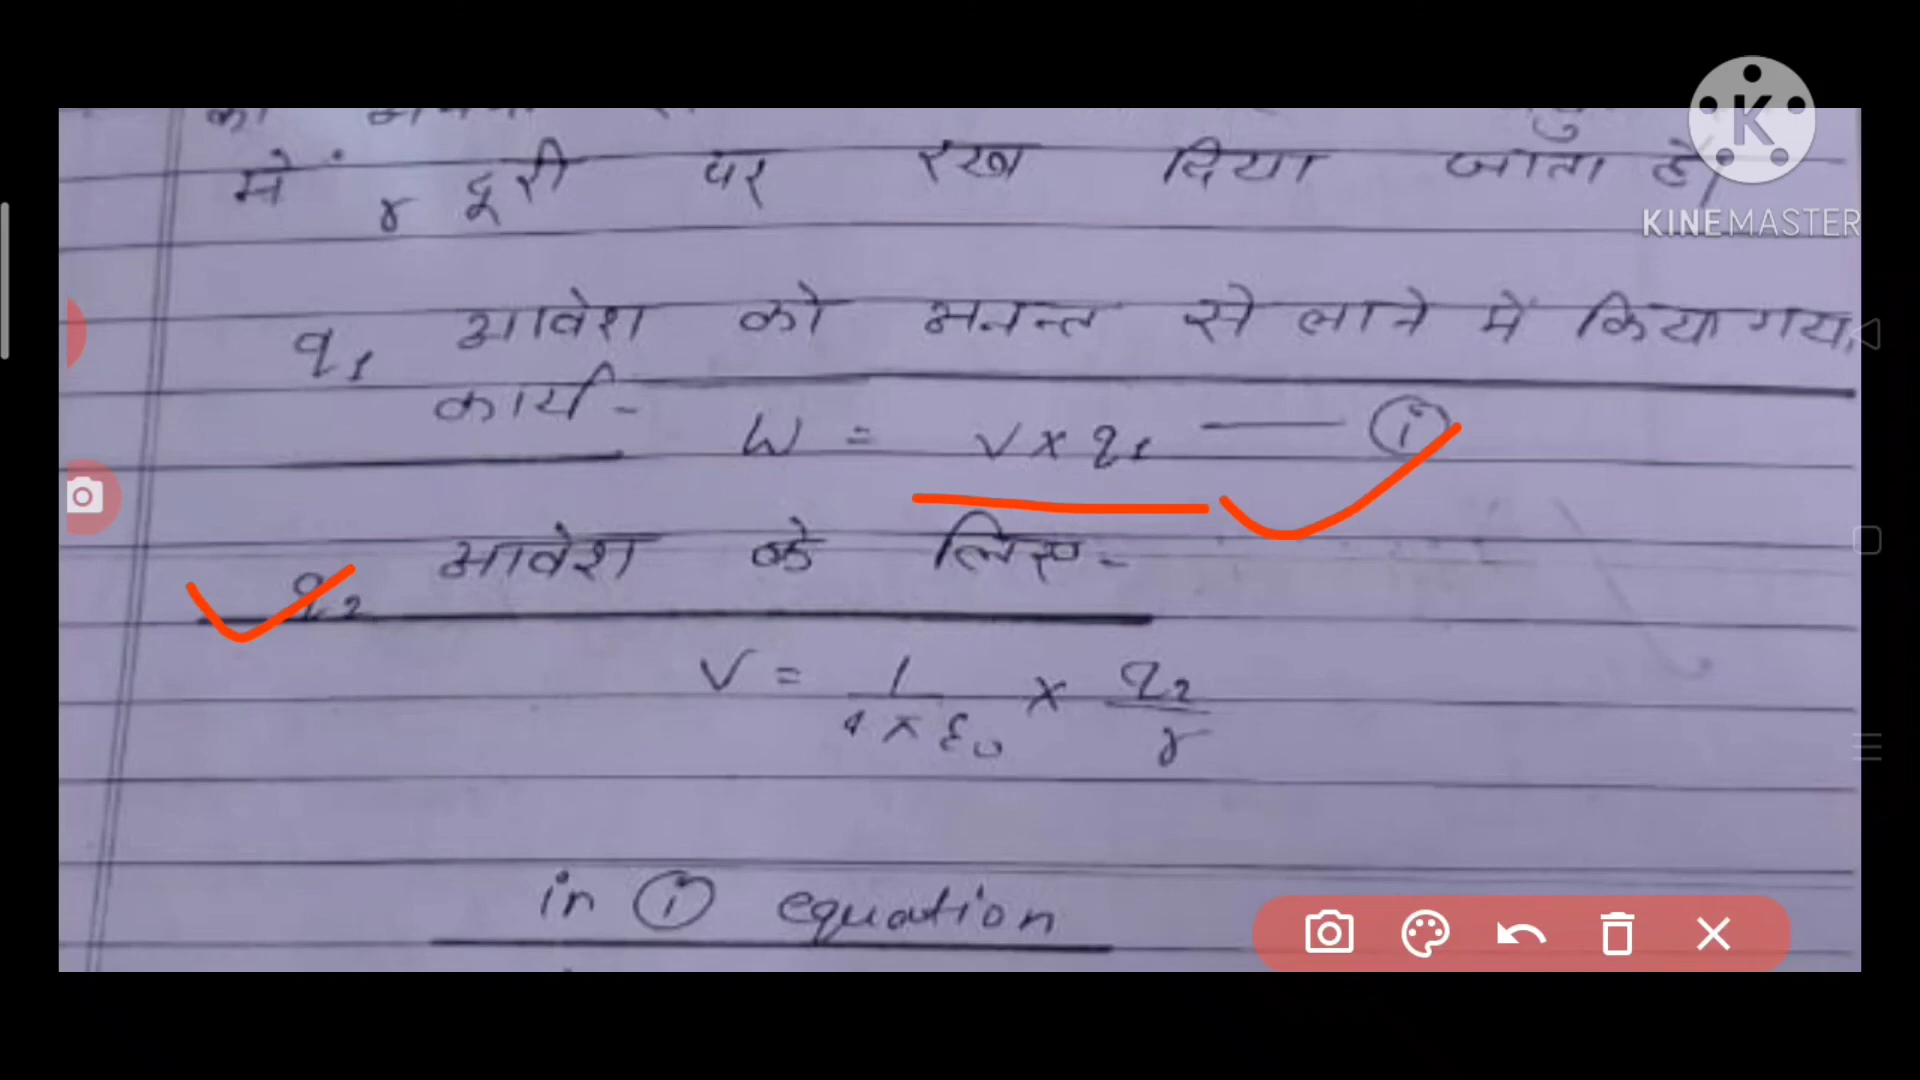 में r दूरी पर रख दिया जाता है।
q₁ आवेश को अनन्त से लाने में किया गया
कार्य- W = V × q₁ —— ⓘ
q₂ आवेश के लिए-
V = 1/4πε₀ × q₂/r
in ⓘ equation
K
KINEMASTER